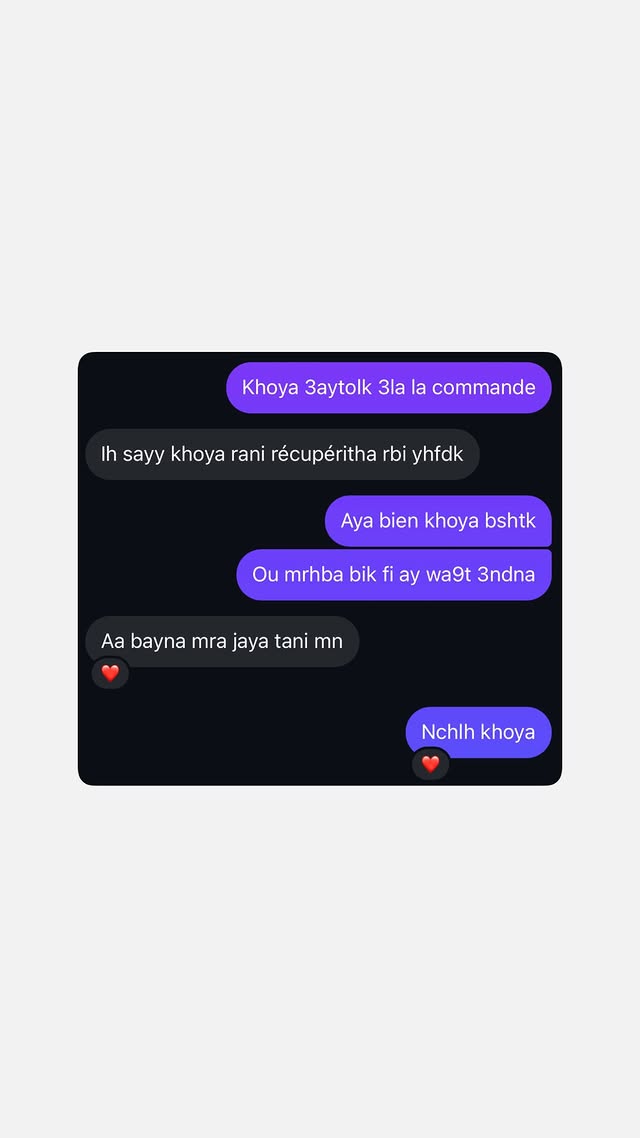 Khoya 3aytolk 3la la commande
Ih sayy khoya rani récupéritha rbi yhfdk
Aya bien khoya bshtk
Ou mrhba bik fi ay wa9t 3ndna
Aa bayna mra jaya tani mn
Nchlh khoya